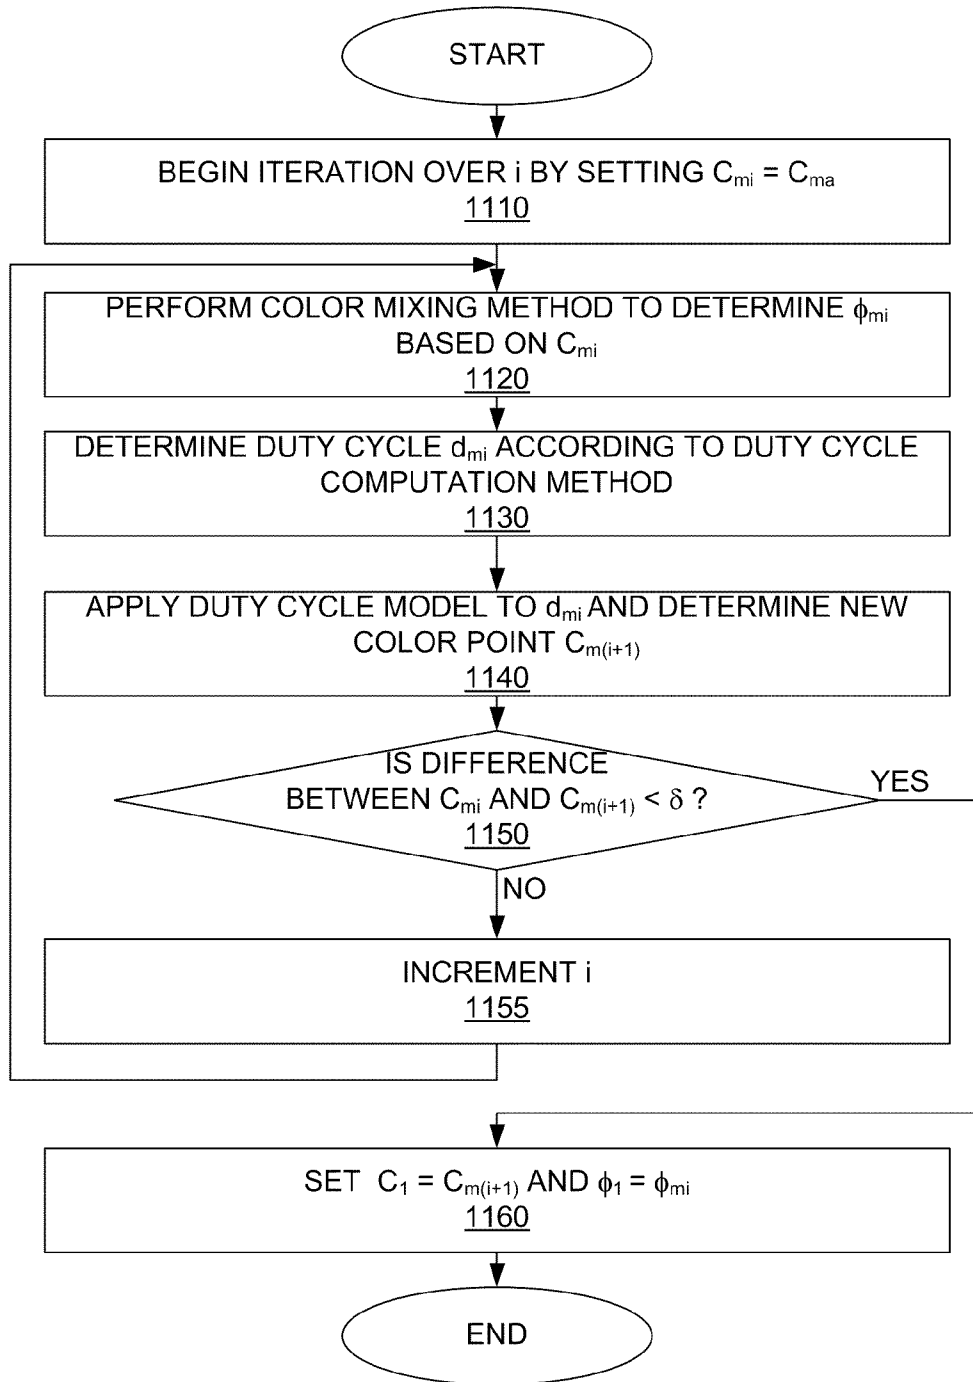 START
BEGIN ITERATION OVER i BY SETTING Cmi = Cma
1110
PERFORM COLOR MIXING METHOD TO DETERMINE ϕmi
BASED ON Cmi
1120
DETERMINE DUTY CYCLE dmi ACCORDING TO DUTY CYCLE
COMPUTATION METHOD
1130
APPLY DUTY CYCLE MODEL TO dmi AND DETERMINE NEW
COLOR POINT Cm(i+1)
1140
IS DIFFERENCE
BETWEEN Cmi AND Cm(i+1) < δ ?
1150
YES
NO
INCREMENT i
1155
SET C1 = Cm(i+1) AND ϕ1 = ϕmi
1160
END